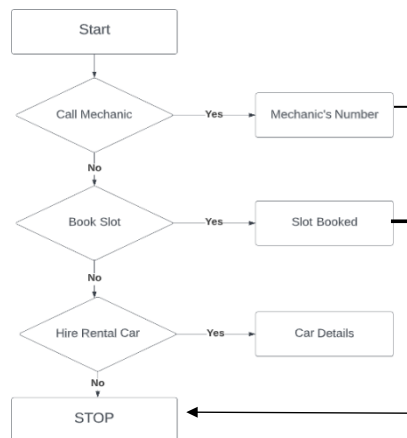 Start
Call Mechanic
Yes
Mechanic's Number
No
Book Slot
Yes
Slot Booked
No
Hire Rental Car
Yes
Car Details
No
STOP